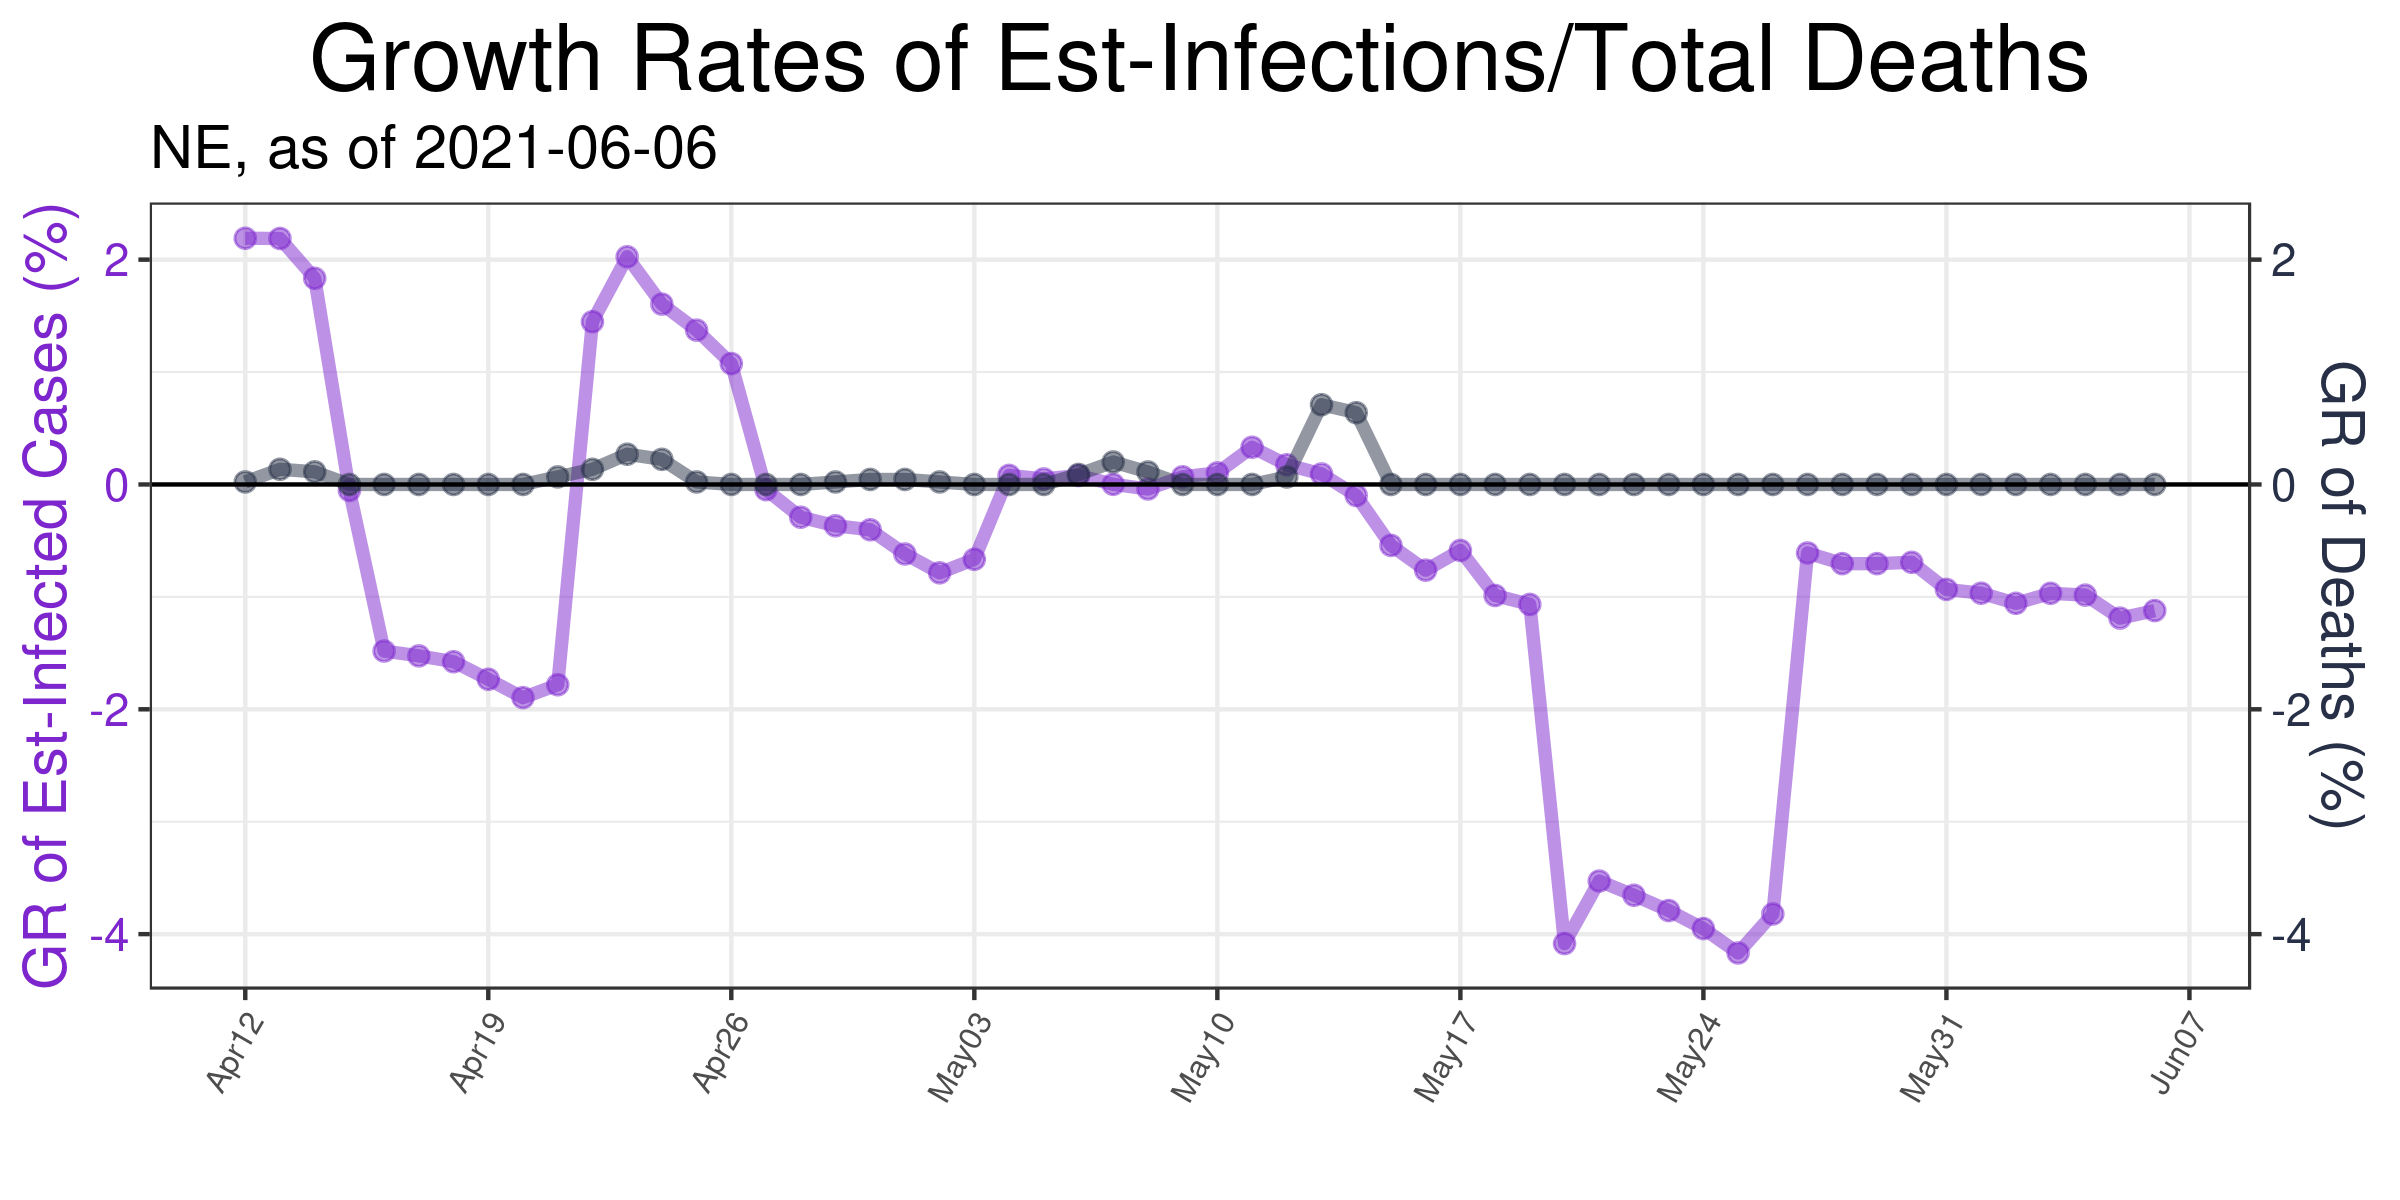 Growth Rates of Est-Infections/Total Deaths
NE, as of 2021-06-06
GR of Est-Infected Cases (%)
2
0
-2
-4
2
0
-2
-4
GR of Deaths (%)
Apr12
Apr19
Apr26
May03
May10
May17
May24
May31
Jun07